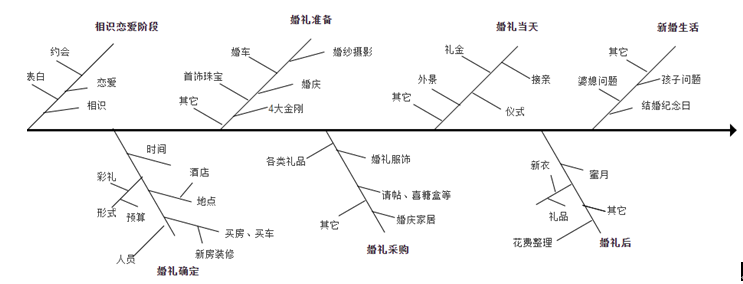 相识恋爱阶段
约会
表白
恋爱
相识
婚礼准备
婚车
婚纱摄影
首饰珠宝
婚庆
其它
4大金刚
婚礼当天
礼金
接亲
外景
其它
仪式
新婚生活
其它
婆媳问题
孩子问题
结婚纪念日
时间
彩礼
酒店
地点
形式
预算
买房、买车
新房装修
人员
婚礼确定
各类礼品
婚礼服饰
请帖、喜糖盒等
其它
婚庆家居
婚礼采购
新衣
蜜月
礼品
其它
花费整理
婚礼后